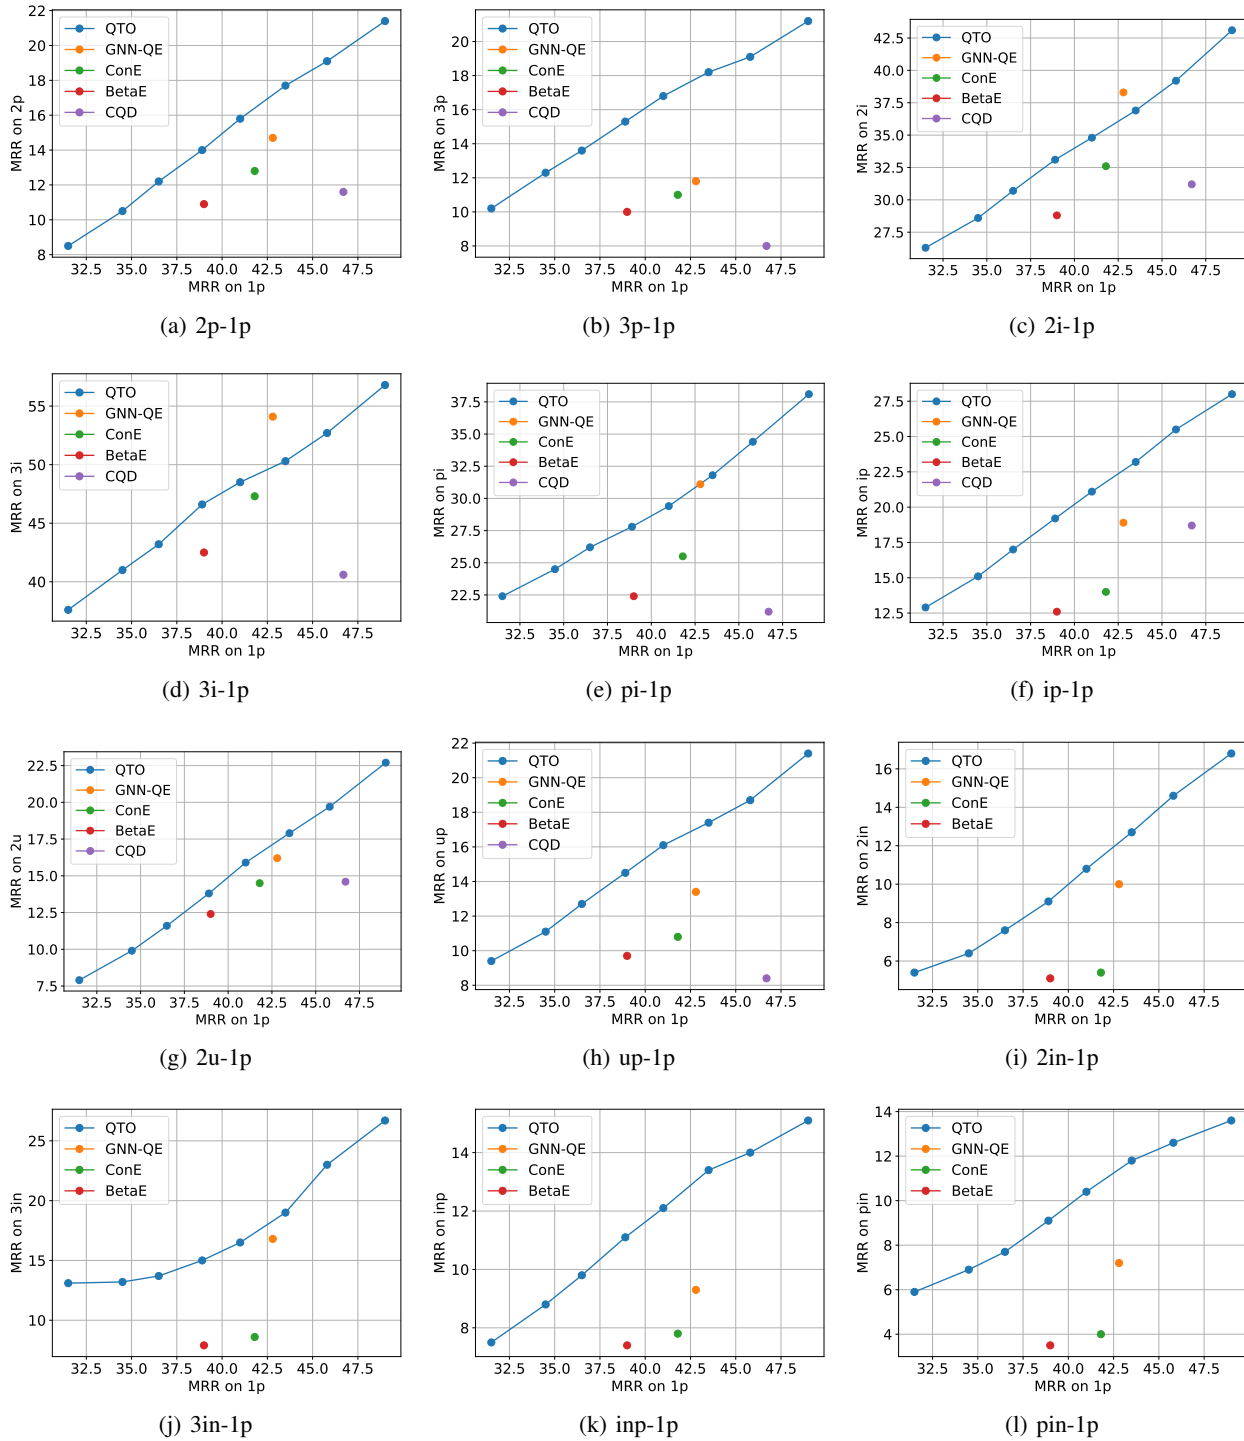 22
20
18
16
14
12
10
8
MRR on 2p
QTO
GNN-QE
ConE
BetaE
CQD
32.5 35.0 37.5 40.0 42.5 45.0 47.5
MRR on 1p
(a) 2p-1p
20
18
16
14
12
10
8
MRR on 3p
QTO
GNN-QE
ConE
BetaE
CQD
32.5 35.0 37.5 40.0 42.5 45.0 47.5
MRR on 1p
(b) 3p-1p
42.5
40.0
37.5
35.0
32.5
30.0
27.5
MRR on 2i
QTO
GNN-QE
ConE
BetaE
CQD
32.5 35.0 37.5 40.0 42.5 45.0 47.5
MRR on 1p
(c) 2i-1p
55
50
45
40
MRR on 3i
QTO
GNN-QE
ConE
BetaE
CQD
32.5 35.0 37.5 40.0 42.5 45.0 47.5
MRR on 1p
(d) 3i-1p
37.5
35.0
32.5
30.0
27.5
25.0
22.5
MRR on pi
QTO
GNN-QE
ConE
BetaE
CQD
32.5 35.0 37.5 40.0 42.5 45.0 47.5
MRR on 1p
(e) pi-1p
27.5
25.0
22.5
20.0
17.5
15.0
12.5
MRR on ip
QTO
GNN-QE
ConE
BetaE
CQD
32.5 35.0 37.5 40.0 42.5 45.0 47.5
MRR on 1p
(f) ip-1p
22.5
20.0
17.5
15.0
12.5
10.0
7.5
MRR on 2u
QTO
GNN-QE
ConE
BetaE
CQD
32.5 35.0 37.5 40.0 42.5 45.0 47.5
MRR on 1p
(g) 2u-1p
22
20
18
16
14
12
10
8
MRR on up
QTO
GNN-QE
ConE
BetaE
CQD
32.5 35.0 37.5 40.0 42.5 45.0 47.5
MRR on 1p
(h) up-1p
16
14
12
10
8
6
MRR on 2in
QTO
GNN-QE
ConE
BetaE
32.5 35.0 37.5 40.0 42.5 45.0 47.5
MRR on 1p
(i) 2in-1p
25
20
15
10
MRR on 3in
QTO
GNN-QE
ConE
BetaE
32.5 35.0 37.5 40.0 42.5 45.0 47.5
MRR on 1p
(j) 3in-1p
14
12
10
8
MRR on inp
QTO
GNN-QE
ConE
BetaE
32.5 35.0 37.5 40.0 42.5 45.0 47.5
MRR on 1p
(k) inp-1p
14
12
10
8
6
4
MRR on pin
QTO
GNN-QE
ConE
BetaE
32.5 35.0 37.5 40.0 42.5 45.0 47.5
MRR on 1p
(l) pin-1p